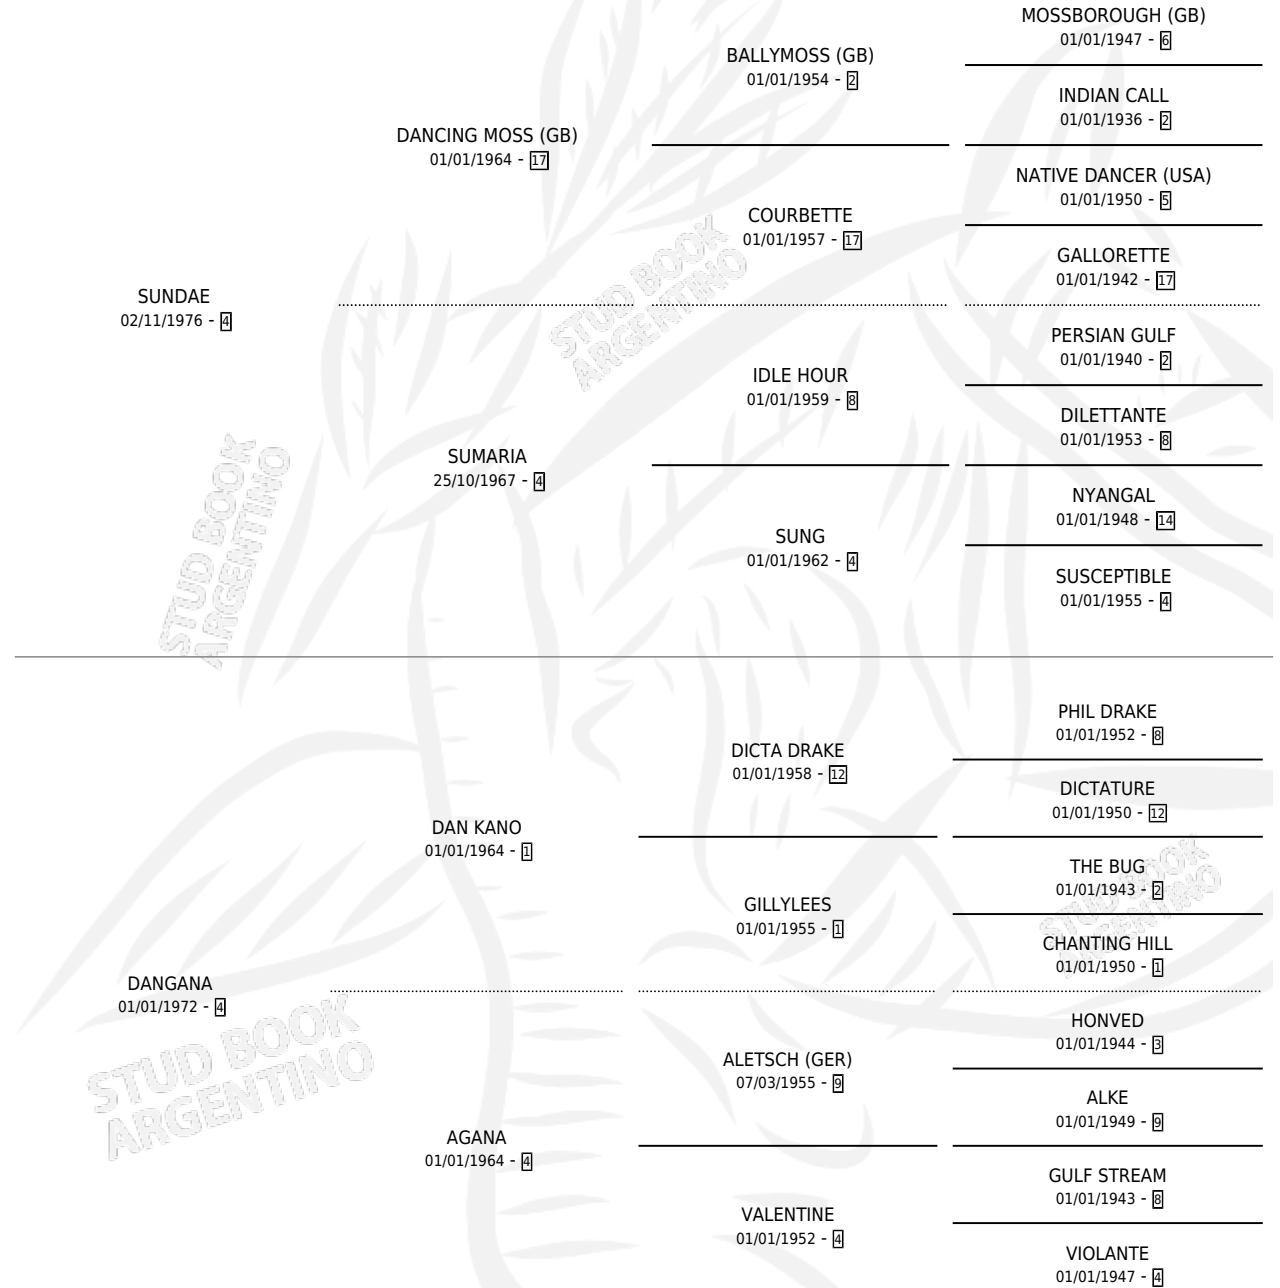 MOSSBOROUGH (GB)
01/01/1947 - 6
BALLYMOSS (GB)
01/01/1954 - 2
INDIAN CALL
01/01/1936 - 2
DANCING MOSS (GB)
01/01/1964 - 17
NATIVE DANCER (USA)
01/01/1950 - 5
COURBETTE
01/01/1957 - 17
GALLORETTE
01/01/1942 - 17
SUNDAE
02/11/1976 - 4
STUD BOOK
ARGENTINO
PERSIAN GULF
01/01/1940 - 2
IDLE HOUR
01/01/1959 - 8
DILETTANTE
01/01/1953 - 8
SUMARIA
25/10/1967 - 4
NYANGAL
01/01/1948 - 14
SUNG
01/01/1962 - 4
SUSCEPTIBLE
01/01/1955 - 4
STUD BOOK
ARGENTINO
PHIL DRAKE
01/01/1952 - 8
DICTA DRAKE
01/01/1958 - 12
DICTATURE
01/01/1950 - 12
DAN KANO
01/01/1964 - 1
THE BUG
01/01/1943 - 2
GILLYLEES
01/01/1955 - 1
CHANTING HILL
01/01/1950 - 1
STUD BOOK
ARGENTINO
DANGANA
01/01/1972 - 4
HONVED
01/01/1944 - 3
ALETSCH (GER)
07/03/1955 - 9
ALKE
01/01/1949 - 9
STUD BOOK
ARGENTINO
AGANA
01/01/1964 - 4
GULF STREAM
01/01/1943 - 8
VALENTINE
01/01/1952 - 4
VIOLANTE
01/01/1947 - 4